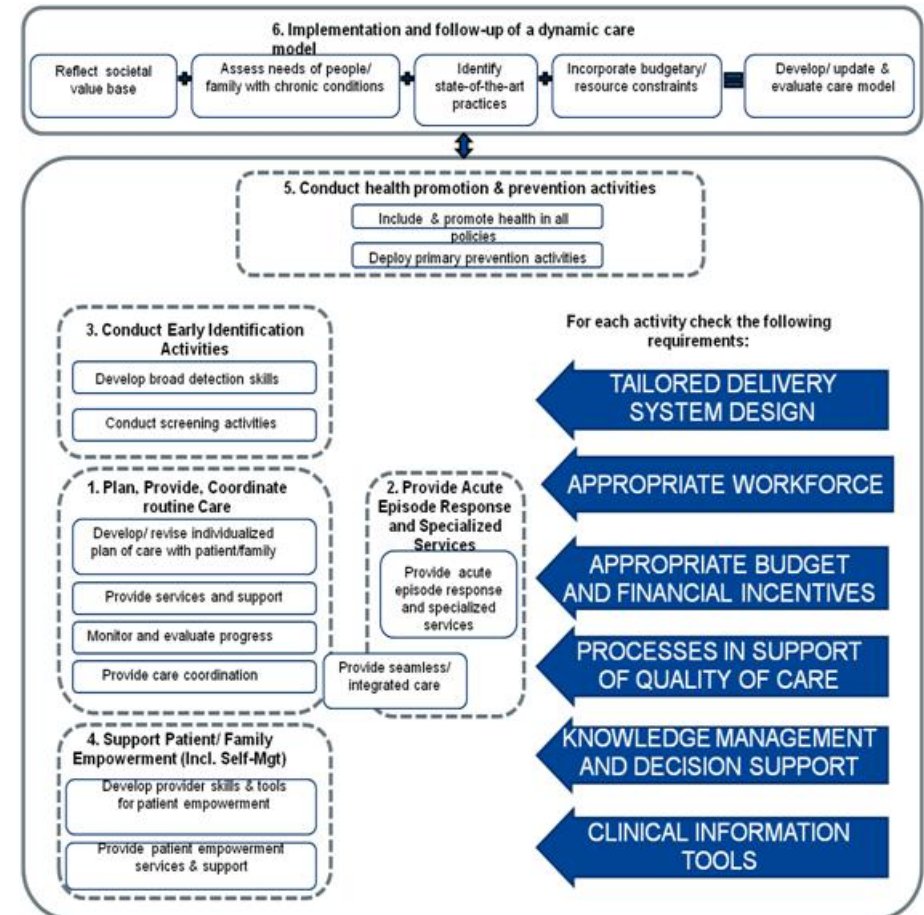 6. Implementation and follow-up of a dynamic care
model
Reflect societal
value base
+
Assess needs of people/
family with chronic conditions
+
Identify
state-of-the-art
practices
+
Incorporate budgetary/
resource constraints
=
Develop/ update &
evaluate care model
5. Conduct health promotion & prevention activities
Include & promote health in all
policies
Deploy primary prevention activities
3. Conduct Early Identification
Activities
Develop broad detection skills
Conduct screening activities
For each activity check the following
requirements:
TAILORED DELIVERY
SYSTEM DESIGN
APPROPRIATE WORKFORCE
APPROPRIATE BUDGET
AND FINANCIAL INCENTIVES
PROCESSES IN SUPPORT
OF QUALITY OF CARE
KNOWLEDGE MANAGEMENT
AND DECISION SUPPORT
CLINICAL INFORMATION
TOOLS
1. Plan, Provide, Coordinate
routine Care
Develop/ revise individualized
plan of care with patient/family
Provide services and support
Monitor and evaluate progress
Provide care coordination
2. Provide Acute
Episode Response
and Specialized
Services
Provide acute
episode response
and specialized
services
Provide seamless/
integrated care
4. Support Patient/ Family
Empowerment (Incl. Self-Mgt)
Develop provider skills & tools
for patient empowerment
Provide patient empowerment
services & support